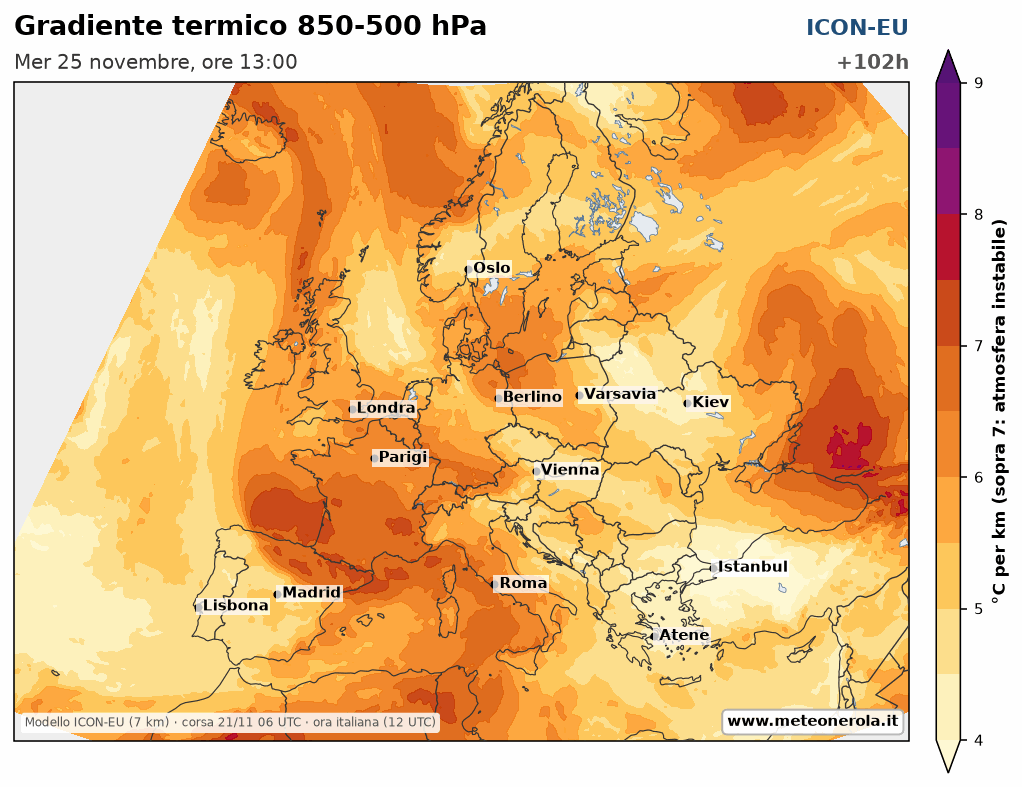 Gradiente termico 850-500 hPa
ICON-EU
Mer 25 novembre, ore 13:00
+102h
9
8
7
6
5
4
°C per km (sopra 7: atmosfera instabile)
Oslo
Londra
Berlino
Varsavia
Kiev
Parigi
Vienna
Istanbul
Roma
Madrid
Lisbona
Atene
Modello ICON-EU (7 km) · corsa 21/11 06 UTC · ora italiana (12 UTC)
www.meteonerola.it